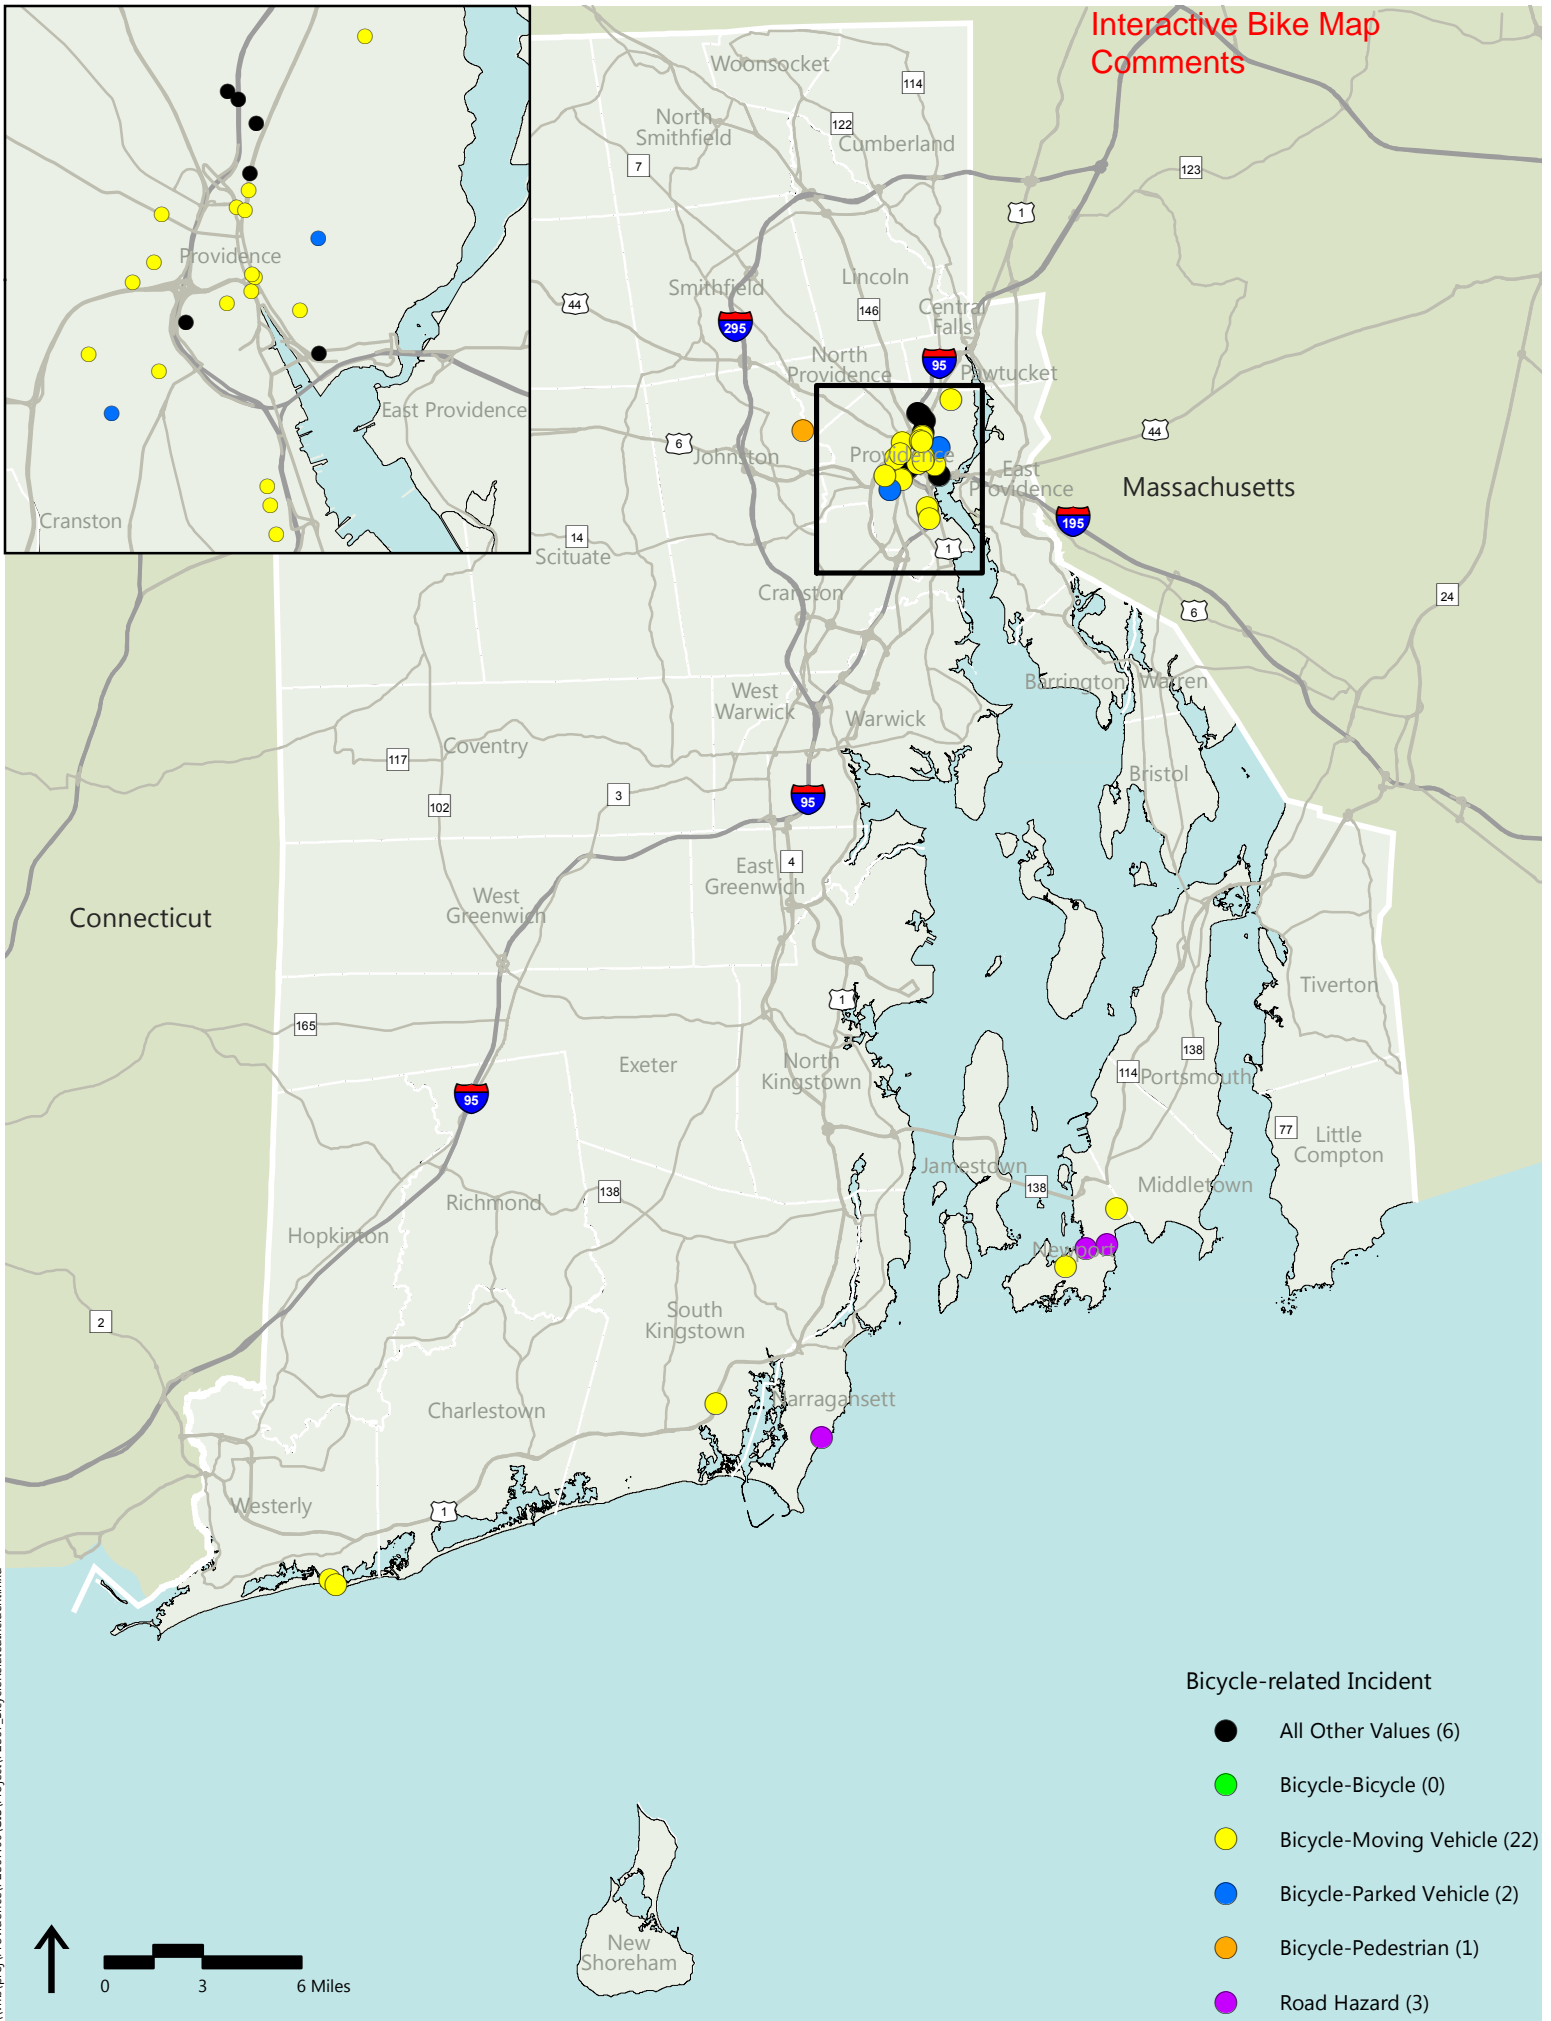 Interactive Bike Map
Comments
Providence
East Providence
Cranston
Woonsocket
114
North
Smithfield
122
Cumberland
7
123
1
Smithfield
Lincoln
44
295
146
Central
Falls
North
Providence
95
Pawtucket
6
Johnston
Providence
East
Providence
44
Massachusetts
195
14
Scituate
1
Cranston
24
6
West
Warwick
Warwick
Barrington
Warren
117
Coventry
Bristol
102
3
95
East
Greenwich
4
West
Greenwich
Connecticut
1
Tiverton
165
Exeter
North
Kingstown
138
114
Portsmouth
95
77
Little
Compton
Jamestown
138
Middletown
Richmond
138
Hopkinton
Newport
2
South
Kingstown
Charlestown
Narragansett
Westerly
1
New
Shoreham
Bicycle-related Incident
All Other Values (6)
Bicycle-Bicycle (0)
Bicycle-Moving Vehicle (22)
Bicycle-Parked Vehicle (2)
Bicycle-Pedestrian (1)
Road Hazard (3)
0 3 6 Miles